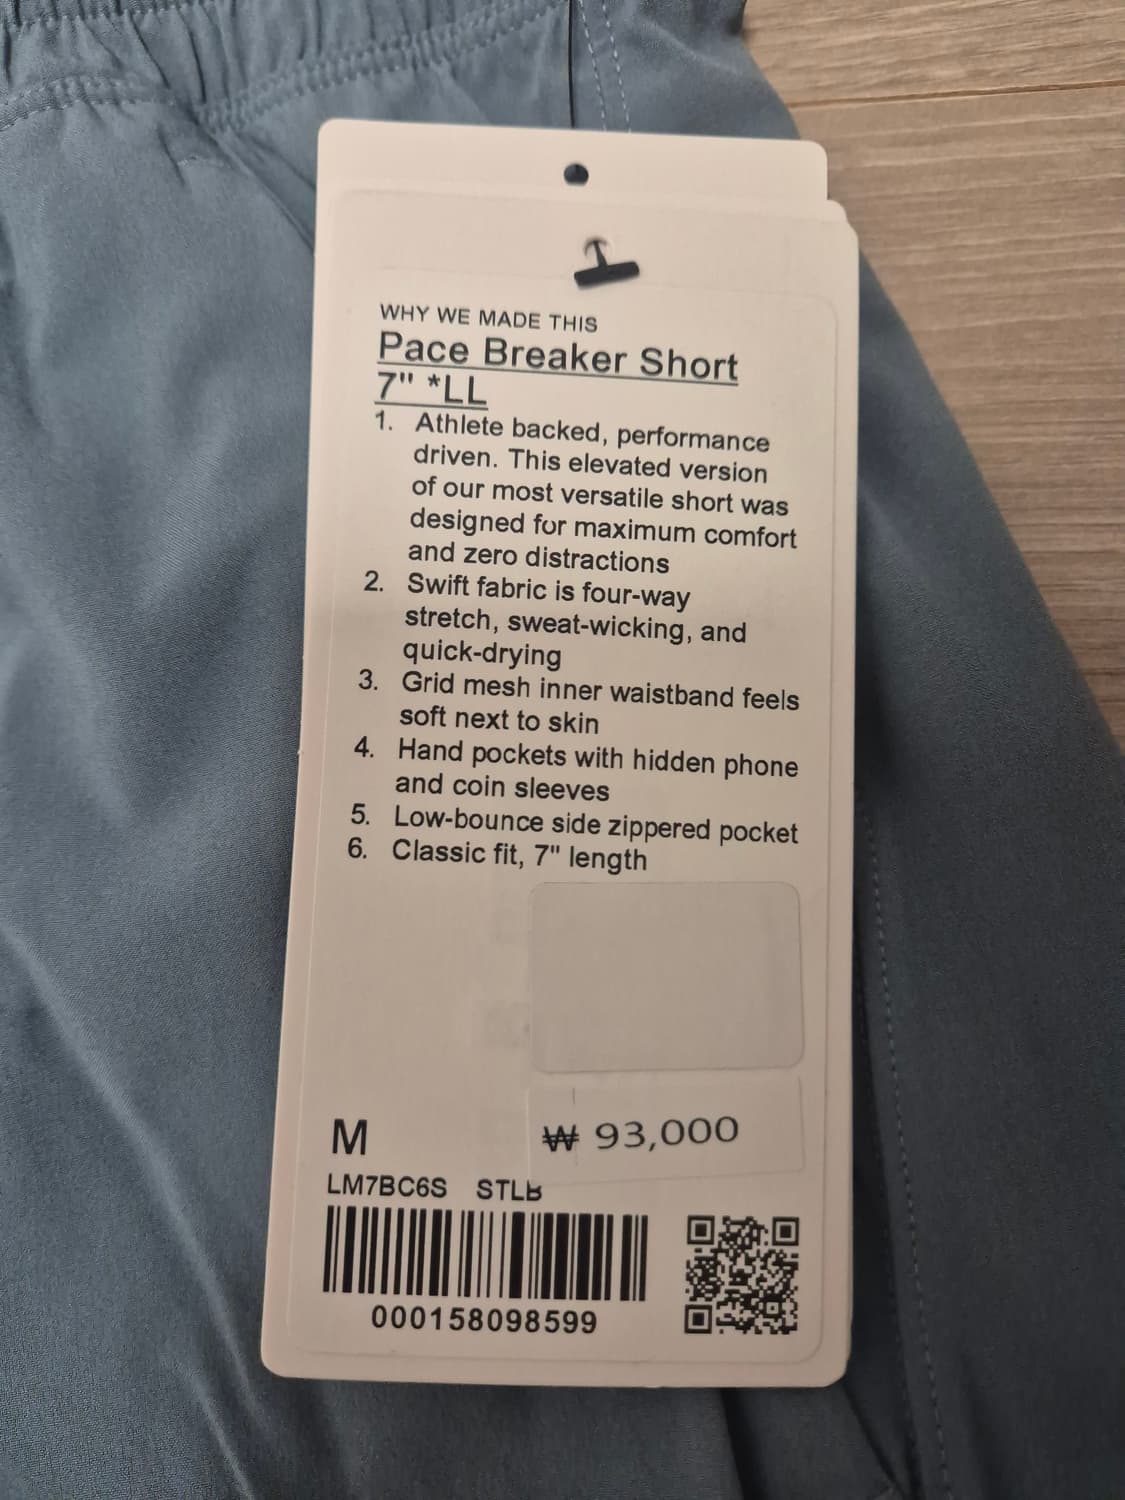 WHY WE MADE THIS
Pace Breaker Short
7" *LL
1. Athlete backed, performance
driven. This elevated version
of our most versatile short was
designed for maximum comfort
and zero distractions
2. Swift fabric is four-way
stretch, sweat-wicking, and
quick-drying
3. Grid mesh inner waistband feels
soft next to skin
4. Hand pockets with hidden phone
and coin sleeves
5. Low-bounce side zippered pocket
6. Classic fit, 7" length
M ₩ 93,000
LM7BC6S STLB
000158098599